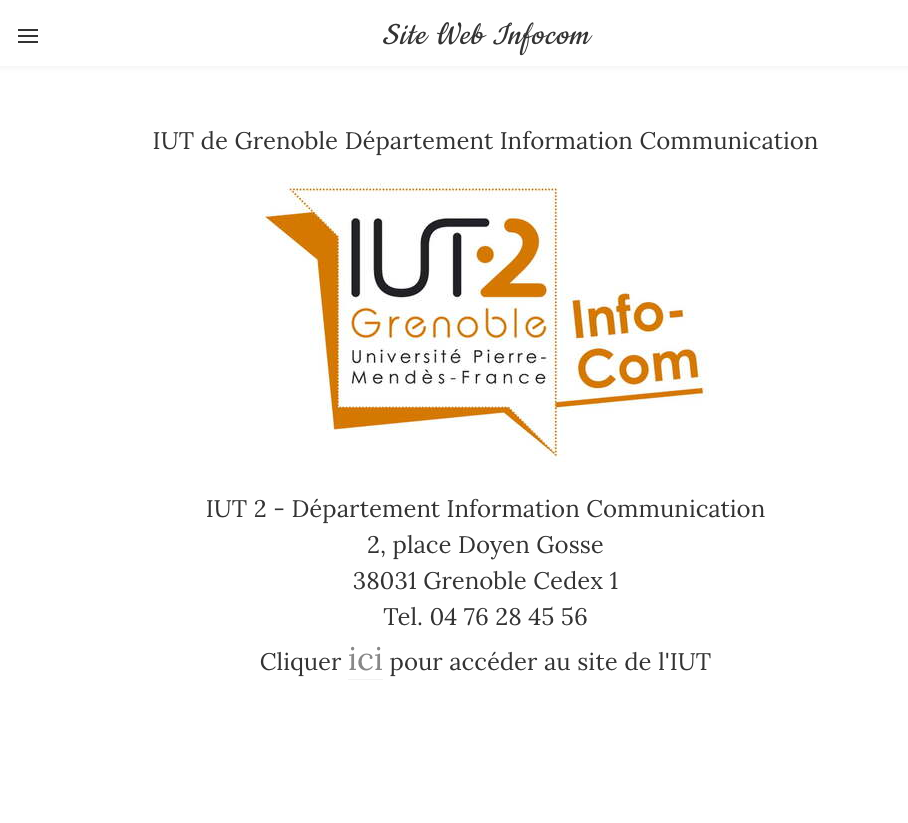 Site Web Infocom
IUT de Grenoble Département Information Communication
IUT·2
Grenoble
Université Pierre-
Mendès-France
Info-
Com
IUT 2 - Département Information Communication
2, place Doyen Gosse
38031 Grenoble Cedex 1
Tel. 04 76 28 45 56
Cliquer ici pour accéder au site de l'IUT